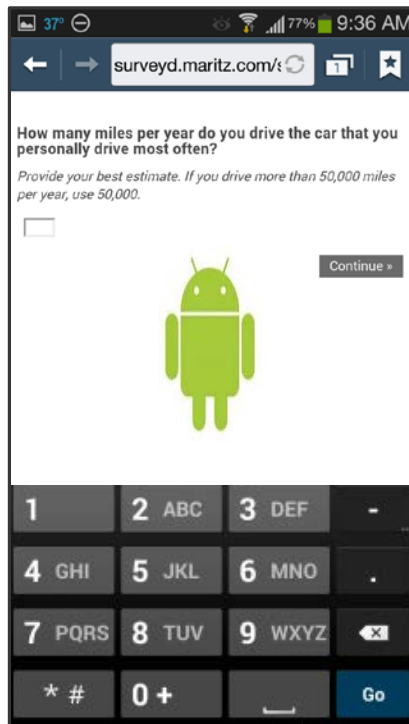 37° 77% 9:36 AM
surveyd.maritz.com/s 1
How many miles per year do you drive the car that you
personally drive most often?
Provide your best estimate. If you drive more than 50,000 miles
per year, use 50,000.
Continue »
1 2 ABC 3 DEF -
4 GHI 5 JKL 6 MNO .
7 PQRS 8 TUV 9 WXYZ
* # 0 + Go